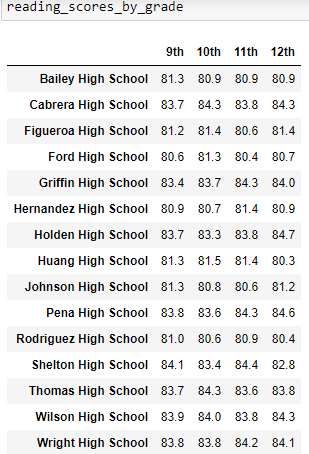 reading_scores_by_grade
9th 10th 11th 12th
Bailey High School 81.3 80.9 80.9 80.9
Cabrera High School 83.7 84.3 83.8 84.3
Figueroa High School 81.2 81.4 80.6 81.4
Ford High School 80.6 81.3 80.4 80.7
Griffin High School 83.4 83.7 84.3 84.0
Hernandez High School 80.9 80.7 81.4 80.9
Holden High School 83.7 83.3 83.8 84.7
Huang High School 81.3 81.5 81.4 80.3
Johnson High School 81.3 80.8 80.6 81.2
Pena High School 83.8 83.6 84.3 84.6
Rodriguez High School 81.0 80.6 80.9 80.4
Shelton High School 84.1 83.4 84.4 82.8
Thomas High School 83.7 84.3 83.6 83.8
Wilson High School 83.9 84.0 83.8 84.3
Wright High School 83.8 83.8 84.2 84.1